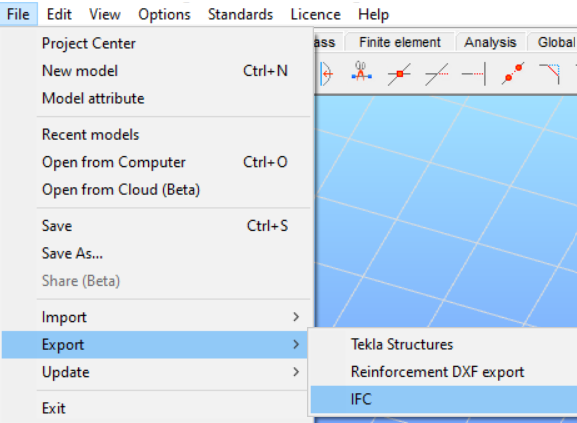 File Edit View Options Standards Licence Help
Project Center
Finite element Analysis Global
New model Ctrl+N
Model attribute
Recent models
Open from Computer Ctrl+O
Open from Cloud (Beta)
Save Ctrl+S
Save As...
Share (Beta)
Import
Export
Tekla Structures
Update
Reinforcement DXF export
IFC
Exit